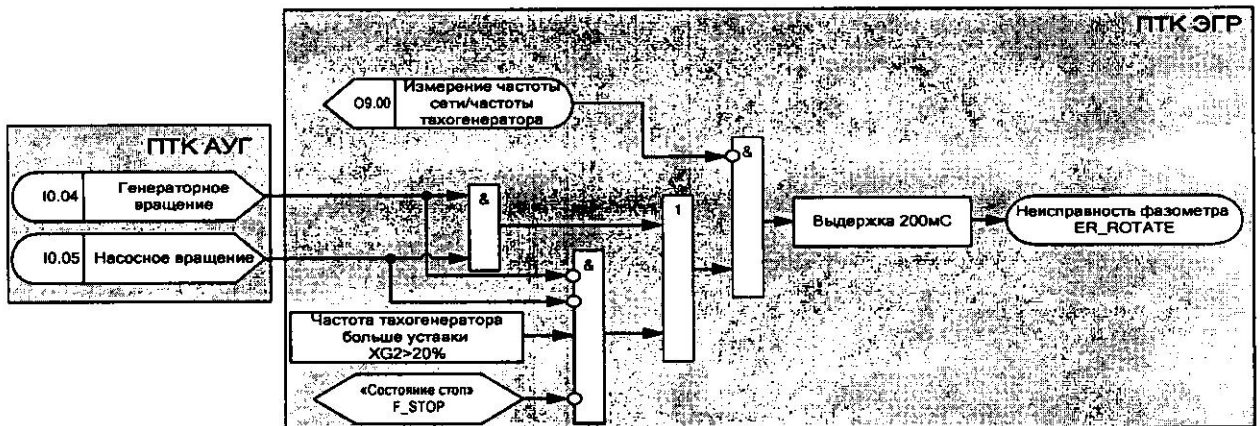 ПТК ЭГР
О9.00
Измерение частоты
сети/частоты
тахогенератора
ПТК АУГ
I0.04
Генераторное
вращение
I0.05
Насосное вращение
&
&
1
&
Выдержка 200мС
Неисправность фазометра
ER_ROTATE
Частота тахогенератора
больше уставки
XG2>20%
«Состояние стоп»
F_STOP